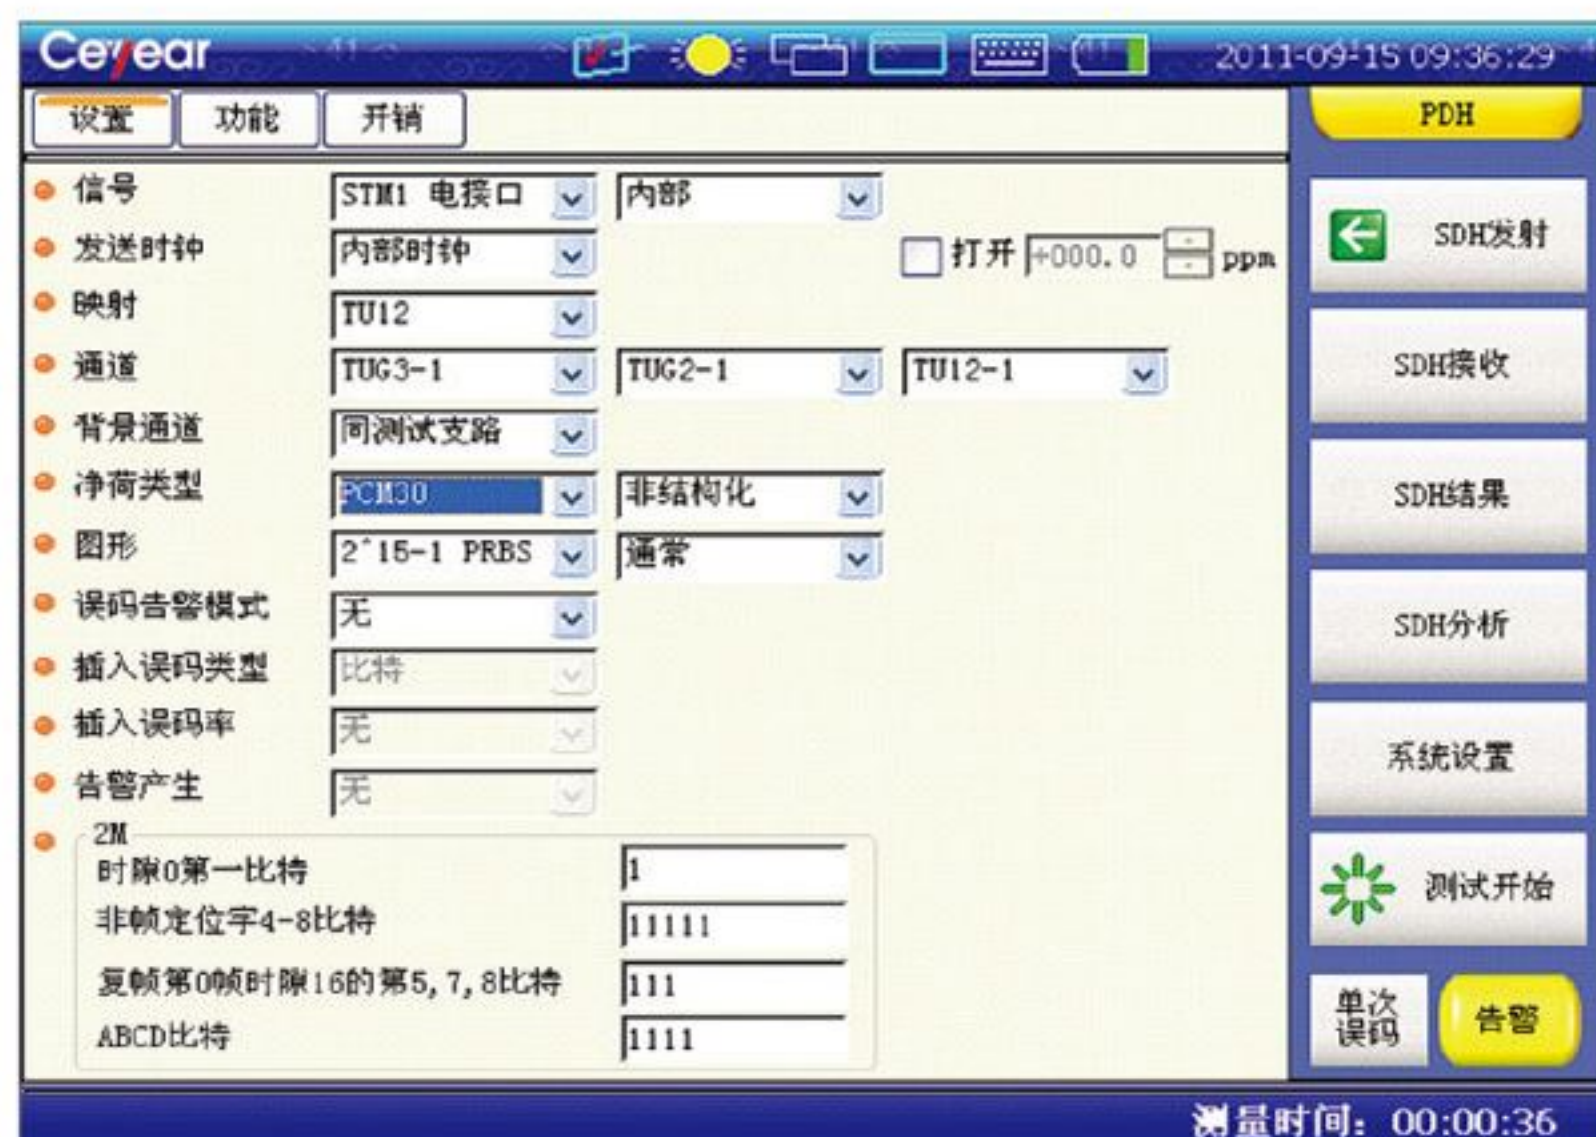 Ceyear 2011-09-15 09:36:29
设置 功能 开销 PDH
信号 STM1 电接口 内部
发送时钟 内部时钟 打开 +000.0 ppm
映射 TU12
通道 TUG3-1 TUG2-1 TU12-1
背景通道 同测试支路
净荷类型 PCM30 非结构化
图形 2^15-1 PRBS 通常
误码告警模式 无
插入误码类型 比特
插入误码率 无
告警产生 无
2M
时隙0第一比特 1
非帧定位字4-8比特 11111
复帧第0帧时隙16的第5,7,8比特 111
ABCD比特 1111
SDH发射
SDH接收
SDH结果
SDH分析
系统设置
测试开始
单次误码 告警
测量时间: 00:00:36